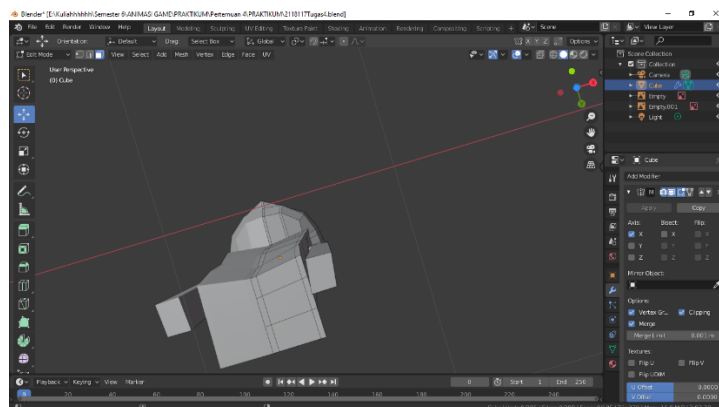 Blender* [E:\Kuliahhhhhh\Semester 6\ANIMASI GAME\PRAKTIKUM\Pertemuan 4\PRAKTIKUM\2118117Tugas4.blend]
File Edit Render Window Help Layout Modeling Sculpting UV Editing Texture Paint Shading Animation Rendering Compositing Scripting + Scene View Layer
Orientation: Default Drag: Select Box Global X Y Z Options
Edit Mode View Select Add Mesh Vertex Edge Face UV
User Perspective
(0) Cube
Scene Collection
Collection
Camera
Cube
Empty
Empty.001
Light
Cube
Add Modifier
M
Apply Copy
Axis: Bisect: Flip:
X X X
Y Y Y
Z Z Z
Mirror Object:
Options:
Vertex Gr... Clipping
Merge
Merge Limit 0.001 m
Textures:
Flip U Flip V
Flip UDIM
U Offset 0.0000
V Offset 0.0000
Playback Keying View Marker 0 Start 1 End 250
0 20 40 60 80 100 120 140 160 180 200 220 240